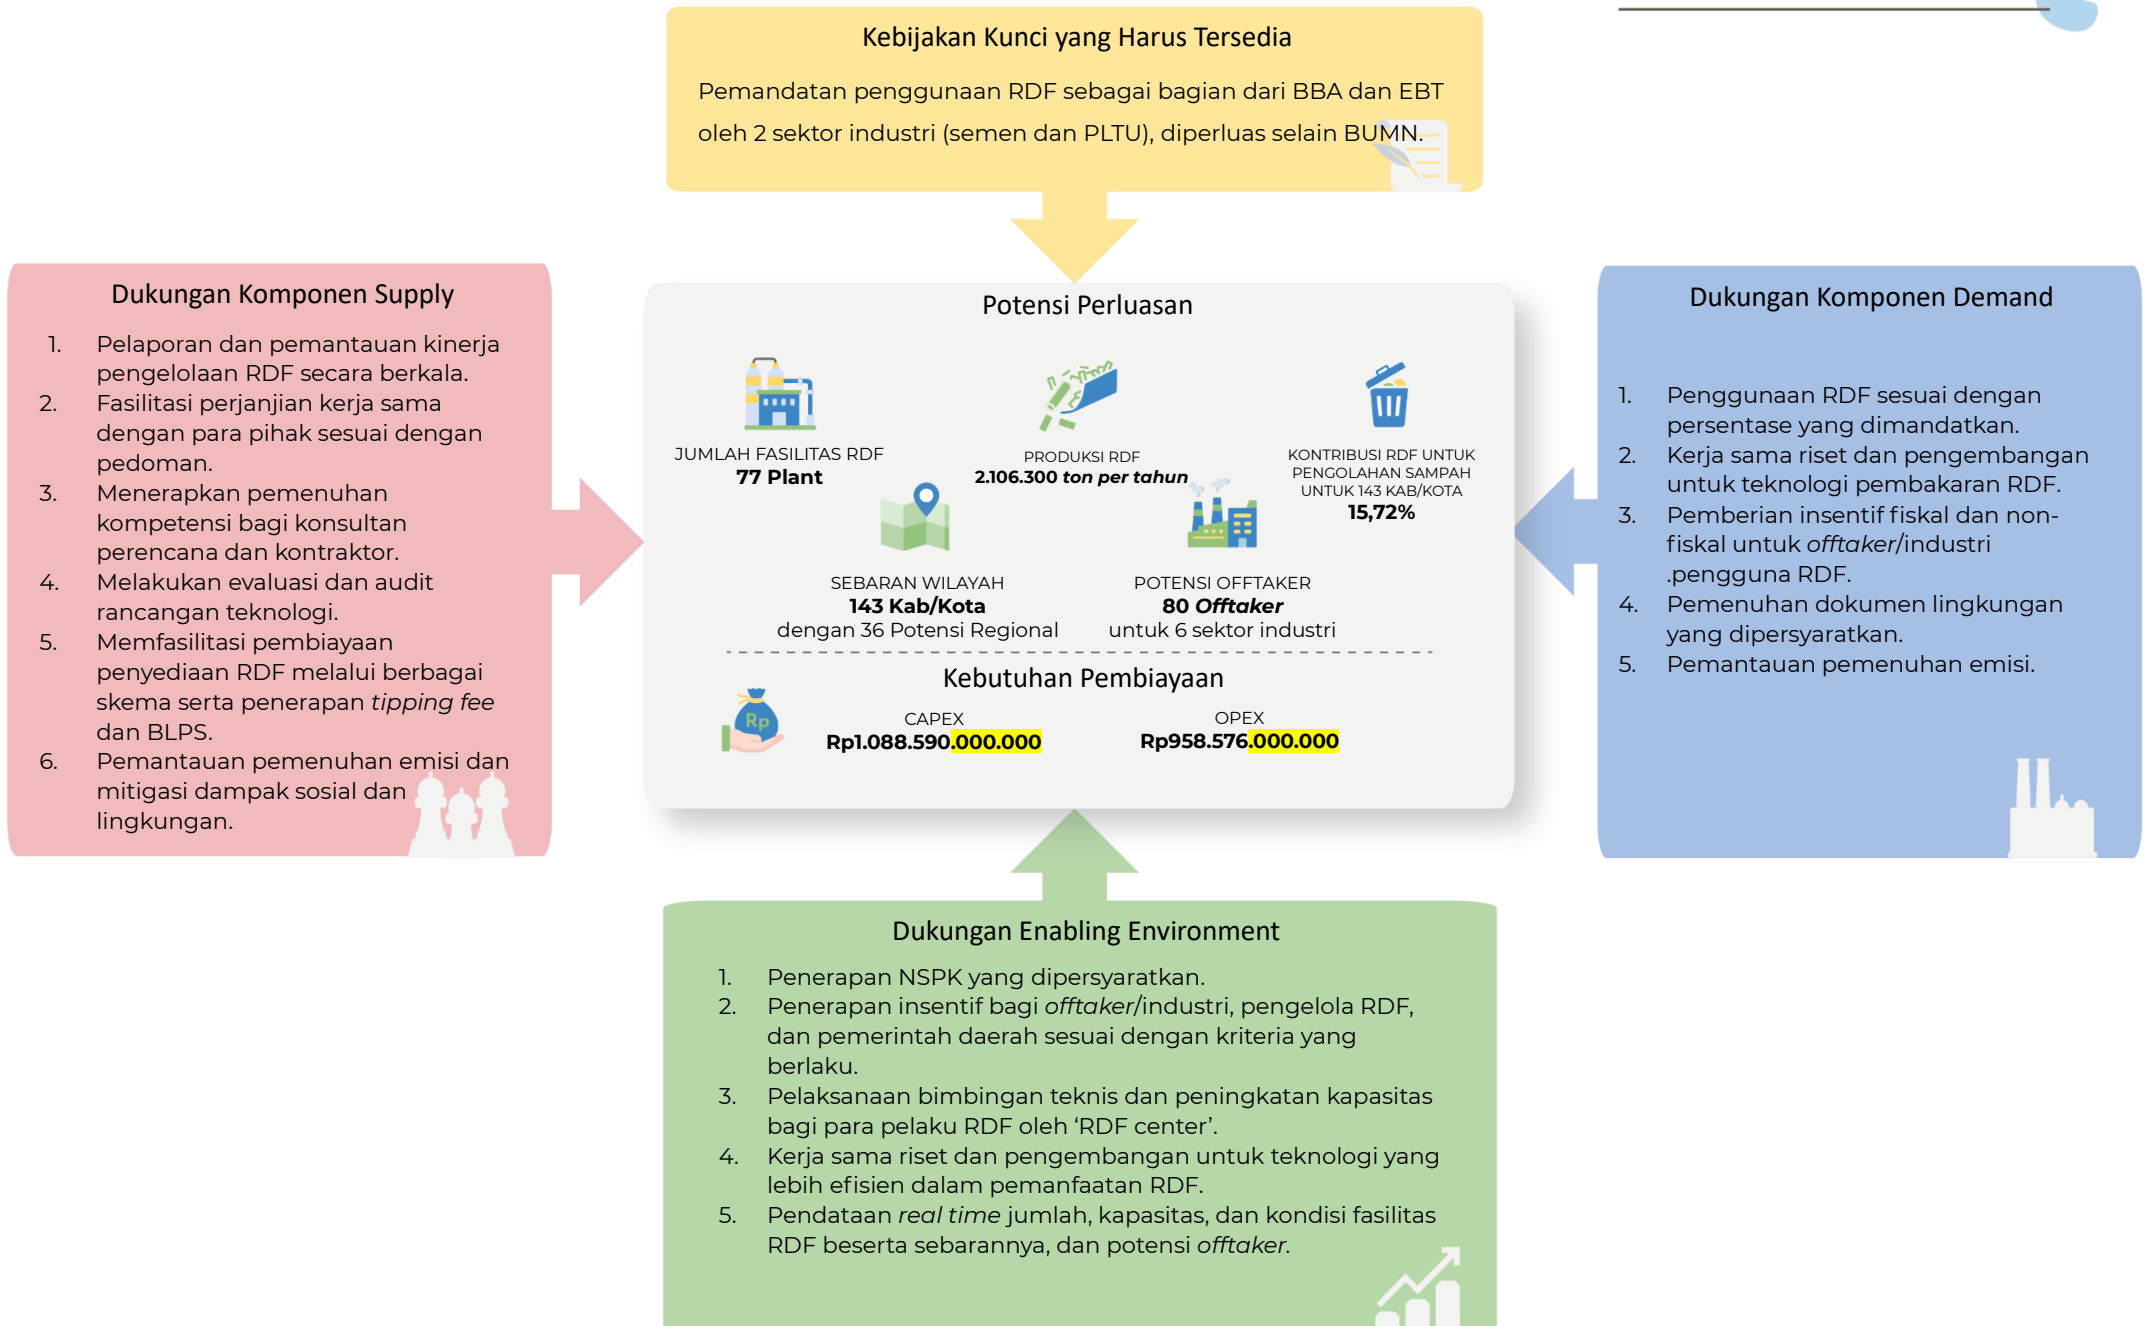 Kebijakan Kunci yang Harus Tersedia
Pemandatan penggunaan RDF sebagai bagian dari BBA dan EBT
oleh 2 sektor industri (semen dan PLTU), diperluas selain BUMN.
Dukungan Komponen Supply
1. Pelaporan dan pemantauan kinerja
pengelolaan RDF secara berkala.
2. Fasilitasi perjanjian kerja sama
dengan para pihak sesuai dengan
pedoman.
3. Menerapkan pemenuhan
kompetensi bagi konsultan
perencana dan kontraktor.
4. Melakukan evaluasi dan audit
rancangan teknologi.
5. Memfasilitasi pembiayaan
penyediaan RDF melalui berbagai
skema serta penerapan tipping fee
dan BLPS.
6. Pemantauan pemenuhan emisi dan
mitigasi dampak sosial dan
lingkungan.
Potensi Perluasan
JUMLAH FASILITAS RDF
77 Plant
PRODUKSI RDF
2.106.300 ton per tahun
KONTRIBUSI RDF UNTUK
PENGOLAHAN SAMPAH
UNTUK 143 KAB/KOTA
15,72%
SEBARAN WILAYAH
143 Kab/Kota
dengan 36 Potensi Regional
POTENSI OFFTAKER
80 Offtaker
untuk 6 sektor industri
Kebutuhan Pembiayaan
Rp
CAPEX
Rp1.088.590.000.000
OPEX
Rp958.576.000.000
Dukungan Komponen Demand
1. Penggunaan RDF sesuai dengan
persentase yang dimandatkan.
2. Kerja sama riset dan pengembangan
untuk teknologi pembakaran RDF.
3. Pemberian insentif fiskal dan non-
fiskal untuk offtaker/industri
.pengguna RDF.
4. Pemenuhan dokumen lingkungan
yang dipersyaratkan.
5. Pemantauan pemenuhan emisi.
Dukungan Enabling Environment
1. Penerapan NSPK yang dipersyaratkan.
2. Penerapan insentif bagi offtaker/industri, pengelola RDF,
dan pemerintah daerah sesuai dengan kriteria yang
berlaku.
3. Pelaksanaan bimbingan teknis dan peningkatan kapasitas
bagi para pelaku RDF oleh ‘RDF center’.
4. Kerja sama riset dan pengembangan untuk teknologi yang
lebih efisien dalam pemanfaatan RDF.
5. Pendataan real time jumlah, kapasitas, dan kondisi fasilitas
RDF beserta sebarannya, dan potensi offtaker.